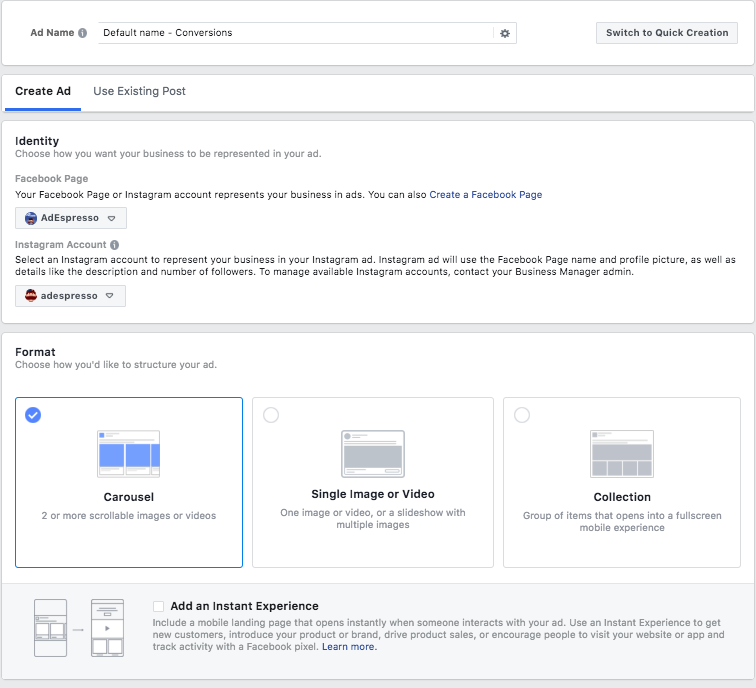 Ad Name
Default name - Conversions
Switch to Quick Creation
Create Ad
Use Existing Post
Identity
Choose how you want your business to be represented in your ad.
Facebook Page
Your Facebook Page or Instagram account represents your business in ads. You can also Create a Facebook Page
AdEspresso
Instagram Account
Select an Instagram account to represent your business in your Instagram ad. Instagram ad will use the Facebook Page name and profile picture, as well as
details like the description and number of followers. To manage available Instagram accounts, contact your Business Manager admin.
adespresso
Format
Choose how you'd like to structure your ad.
Carousel
2 or more scrollable images or videos
Single Image or Video
One image or video, or a slideshow with
multiple images
Collection
Group of items that opens into a fullscreen
mobile experience
Add an Instant Experience
Include a mobile landing page that opens instantly when someone interacts with your ad. Use an Instant Experience to get
new customers, introduce your product or brand, drive product sales, or encourage people to visit your website or app and
track activity with a Facebook pixel. Learn more.